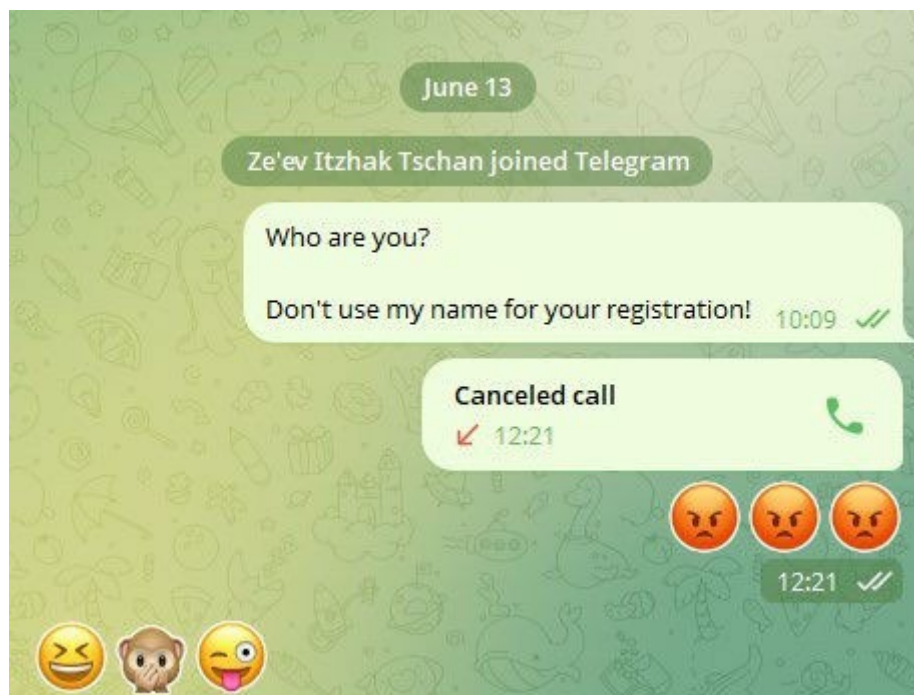 June 13
Ze'ev Itzhak Tschan joined Telegram
Who are you?
Don't use my name for your registration!
10:09
Canceled call
12:21
12:21